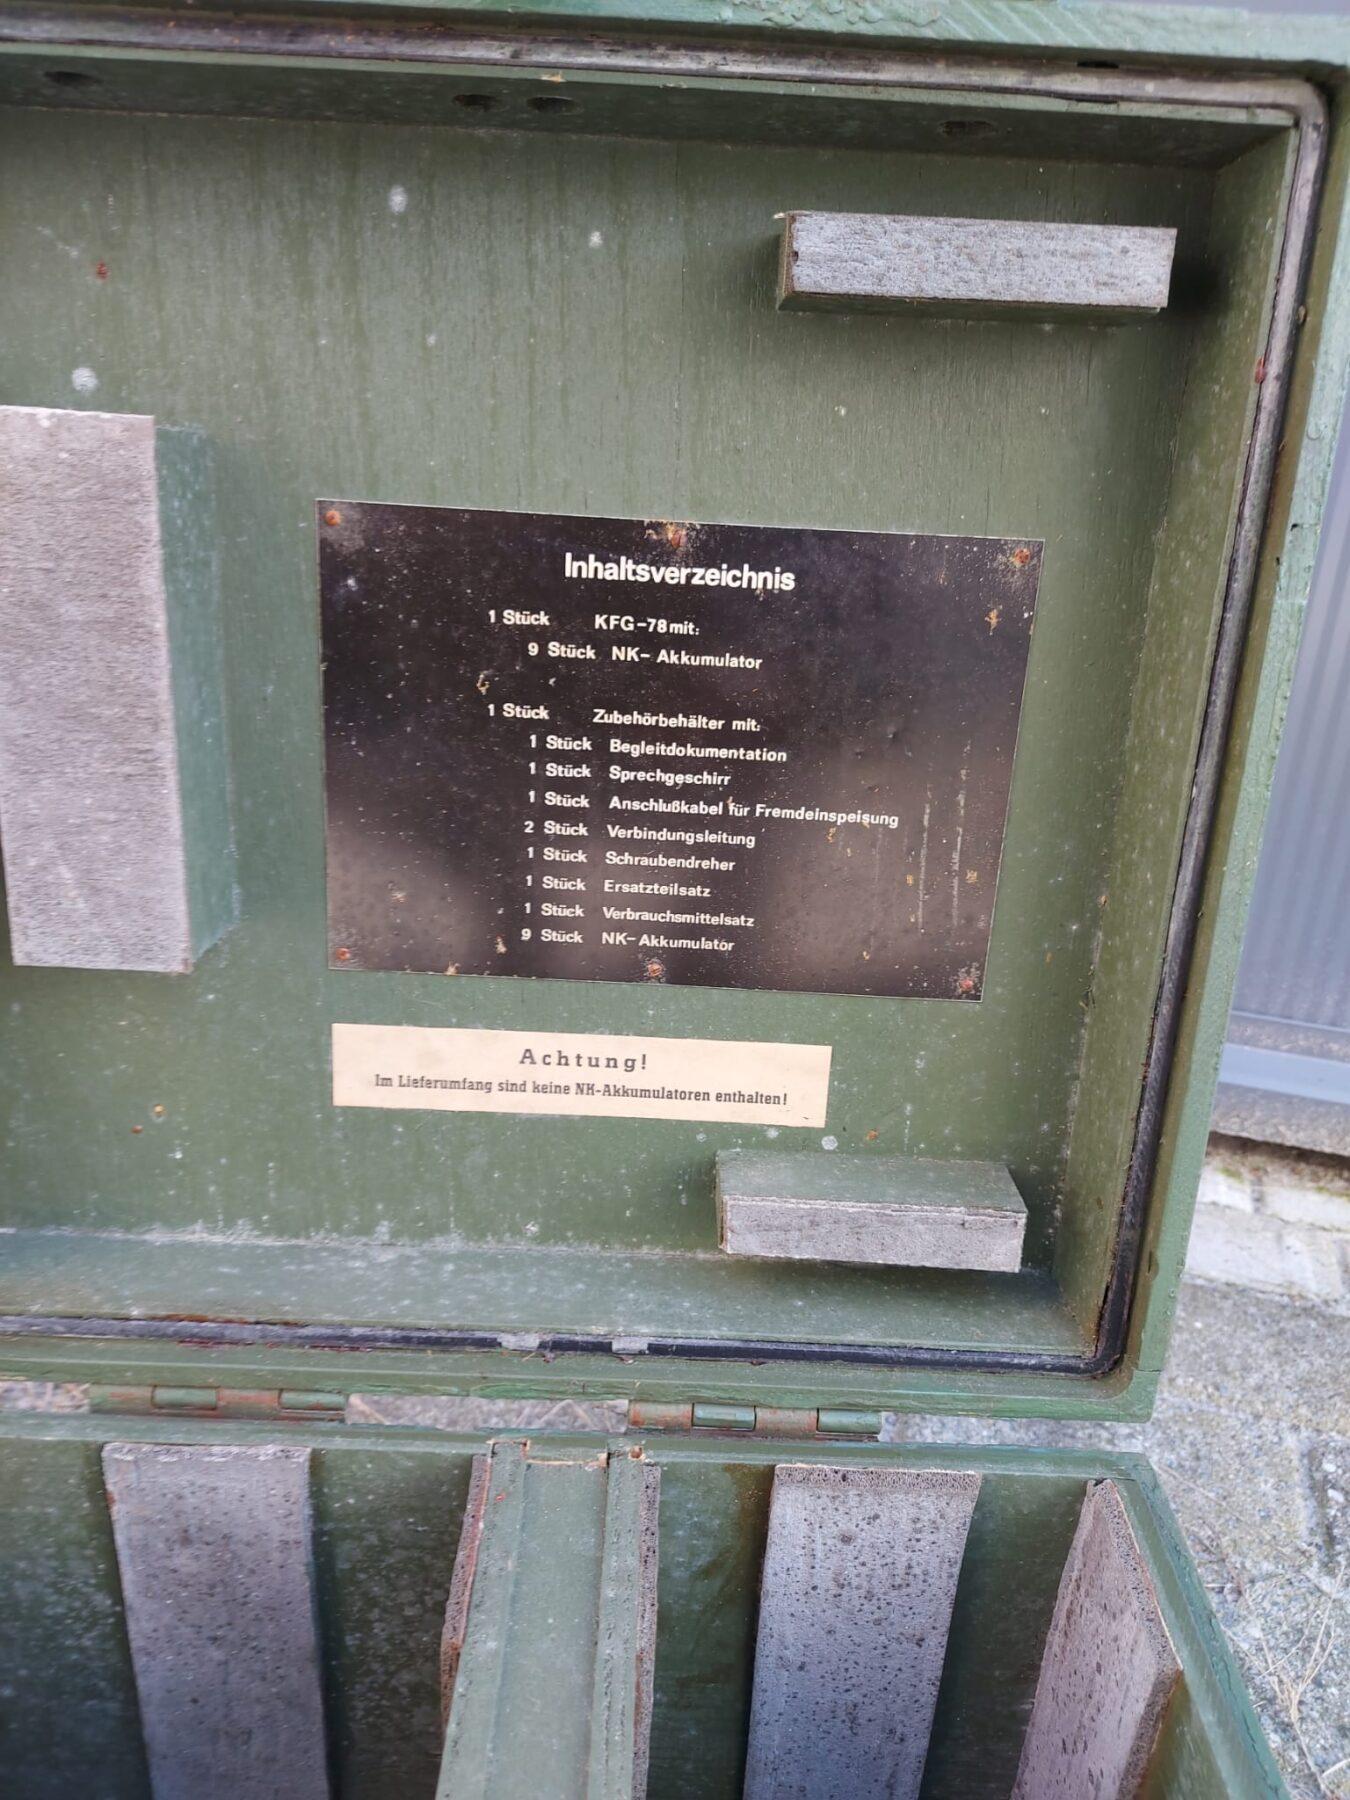 Inhaltsverzeichnis
1 Stück KFG-78 mit:
9 Stück NK- Akkumulator
1 Stück Zubehörbehälter mit:
1 Stück Begleitdokumentation
1 Stück Sprechgeschirr
1 Stück Anschlußkabel für Fremdeinspeisung
2 Stück Verbindungsleitung
1 Stück Schraubendreher
1 Stück Ersatzteilsatz
1 Stück Verbrauchsmittelsatz
9 Stück NK-Akkumulator
Achtung!
Im Lieferumfang sind keine NK-Akkumulatoren enthalten!